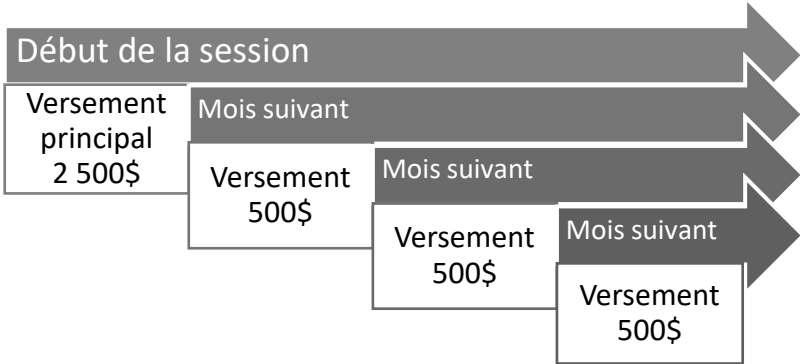 Début de la session
Versement
principal
2 500$
Mois suivant
Versement
500$
Mois suivant
Versement
500$
Mois suivant
Versement
500$